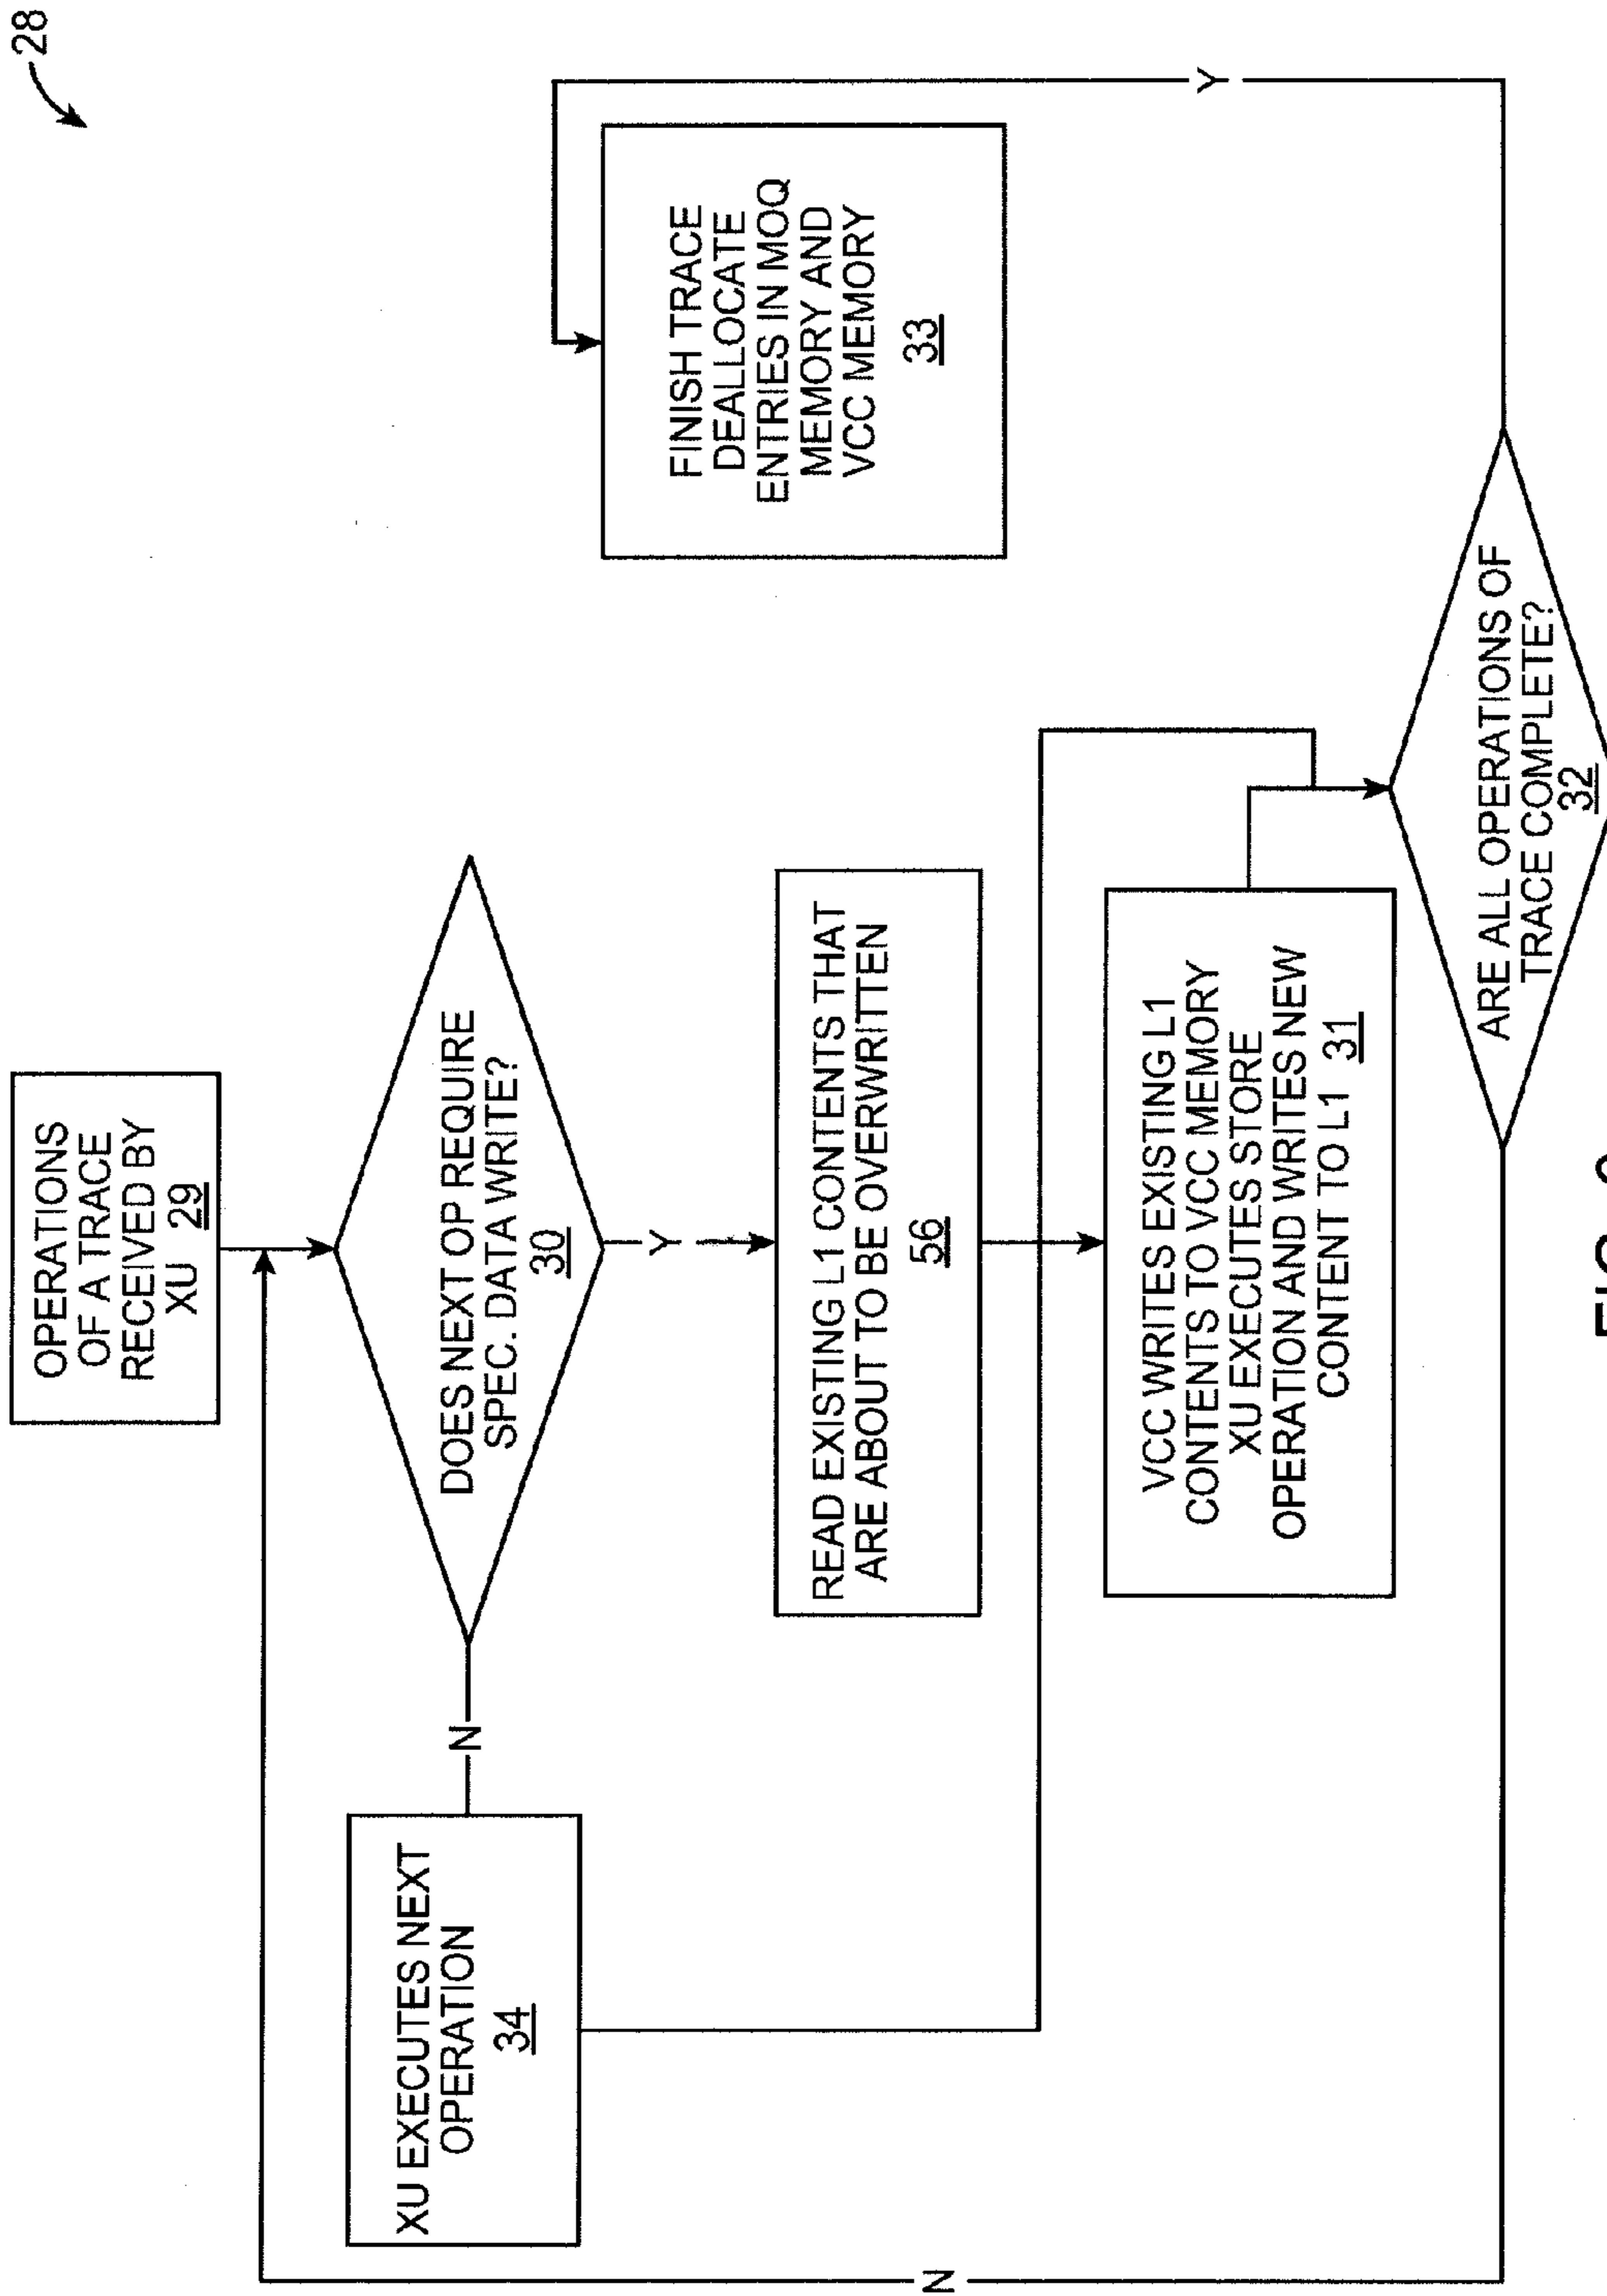 28
OPERATIONS
OF A TRACE
RECEIVED BY
XU 29
DOES NEXT OP REQUIRE
SPEC. DATA WRITE?
30
N
XU EXECUTES NEXT
OPERATION
34
Y
READ EXISTING L1 CONTENTS THAT
ARE ABOUT TO BE OVERWRITTEN
56
VCC WRITES EXISTING L1
CONTENTS TO VCC MEMORY
XU EXECUTES STORE
OPERATION AND WRITES NEW
CONTENT TO L1 31
ARE ALL OPERATIONS OF
TRACE COMPLETE?
32
N
Y
FINISH TRACE
DEALLOCATE
ENTRIES IN MOQ
MEMORY AND
VCC MEMORY
33